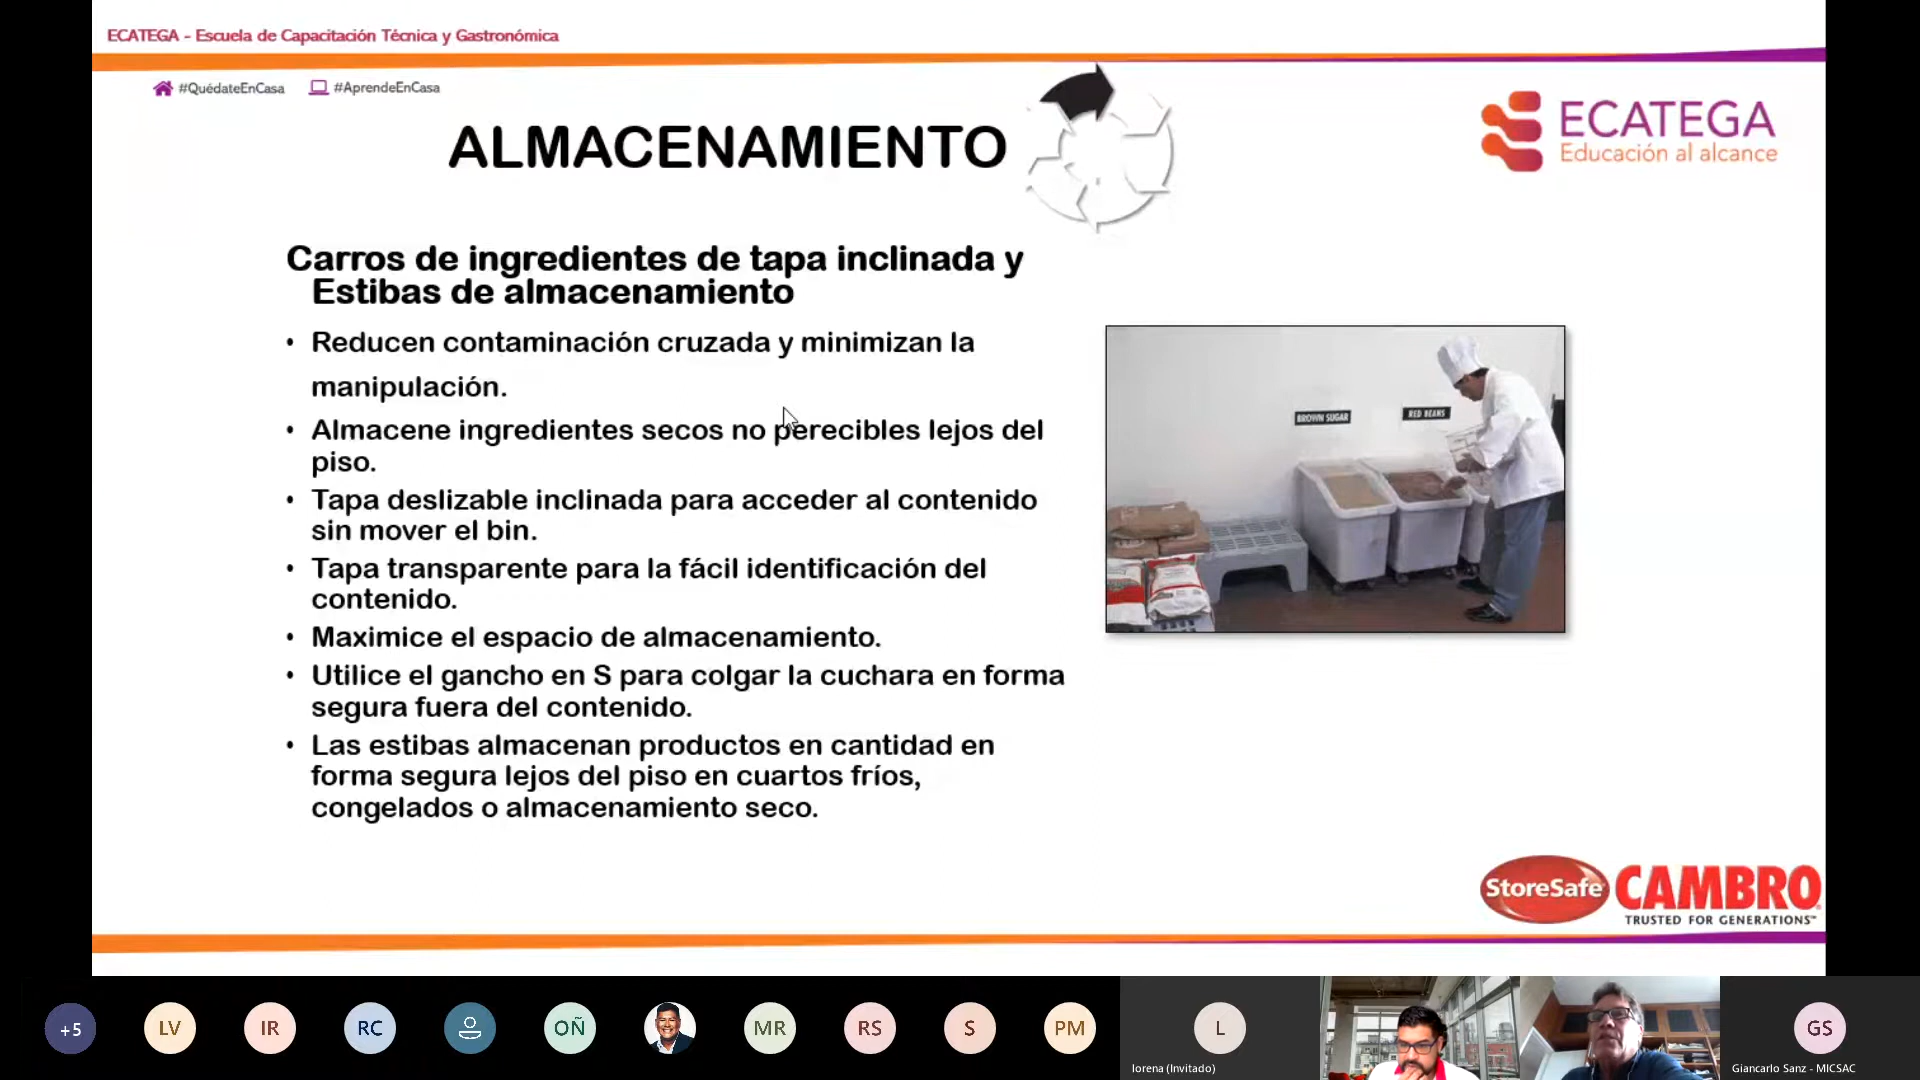 ECATEGA - Escuela de Capacitación Técnica y Gastronómica
#QuédateEnCasa #AprendeEnCasa
ALMACENAMIENTO
ECATEGA
Educación al alcance
Carros de ingredientes de tapa inclinada y
Estibas de almacenamiento
• Reducen contaminación cruzada y minimizan la
manipulación.
• Almacene ingredientes secos no perecibles lejos del
piso.
• Tapa deslizable inclinada para acceder al contenido
sin mover el bin.
• Tapa transparente para la fácil identificación del
contenido.
• Maximice el espacio de almacenamiento.
• Utilice el gancho en S para colgar la cuchara en forma
segura fuera del contenido.
• Las estibas almacenan productos en cantidad en
forma segura lejos del piso en cuartos fríos,
congelados o almacenamiento seco.
BROWN SUGAR
RED BEANS
StoreSafe
CAMBRO
TRUSTED FOR GENERATIONS™
+5
LV
IR
RC
OÑ
MR
RS
S
PM
L
GS
lorena (Invitado)
Giancarlo Sanz - MICSAC